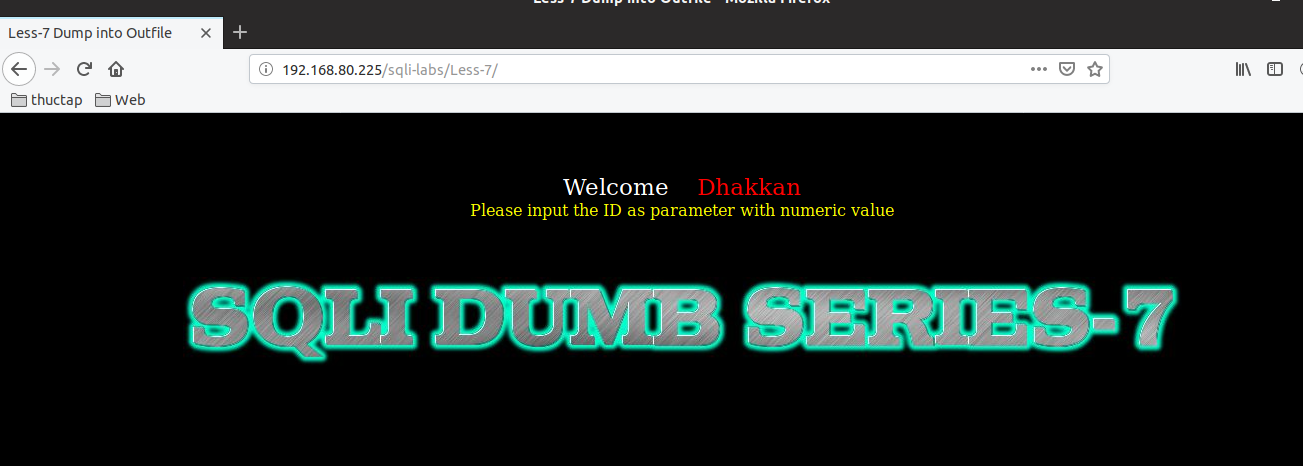 Less-7 Dump into Outfile - Mozilla Firefox
Less-7 Dump into Outfile
192.168.80.225/sqli-labs/Less-7/
thuctap Web
Welcome Dhakkan
Please input the ID as parameter with numeric value
SQLI DUMB SERIES-7